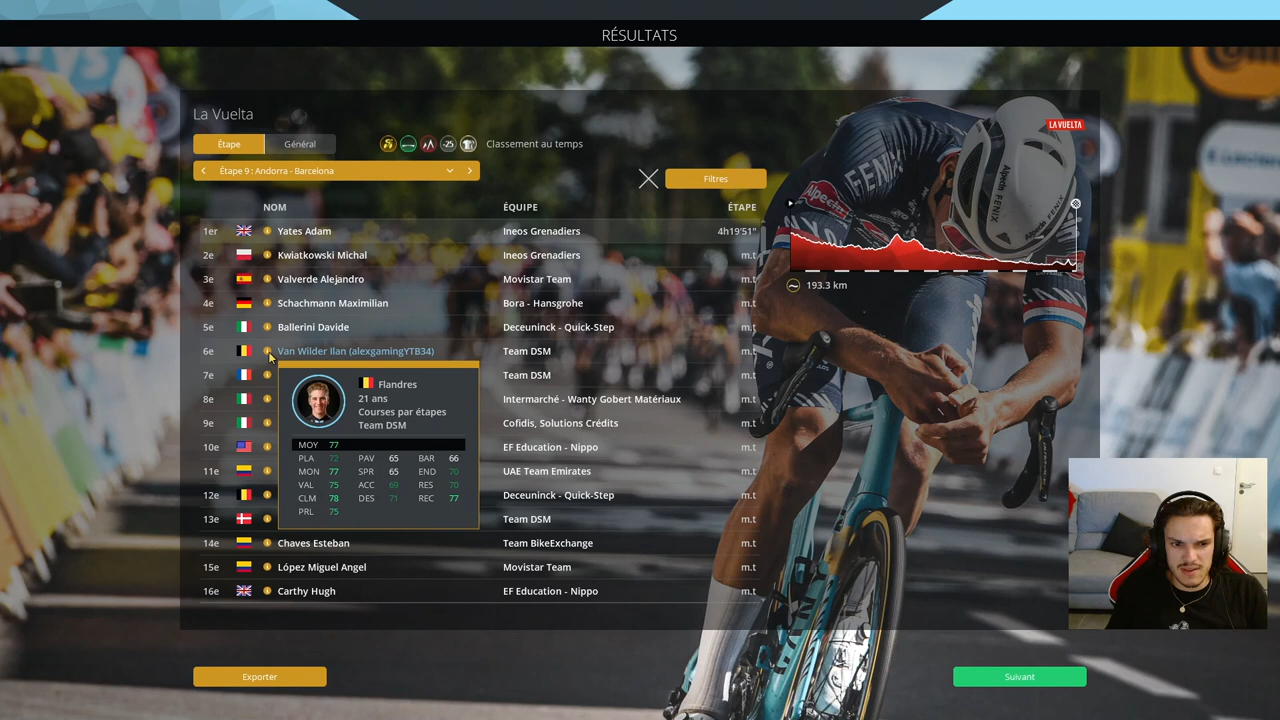 RÉSULTATS
La Vuelta
LA VUELTA
Étape Général -25 Classement au temps
Étape 9 : Andorra - Barcelona
Filtres
NOM ÉQUIPE ÉTAPE
1er Yates Adam Ineos Grenadiers 4h19'51"
2e Kwiatkowski Michal Ineos Grenadiers m.t
3e Valverde Alejandro Movistar Team m.t
193.3 km
4e Schachmann Maximilian Bora - Hansgrohe m.t
5e Ballerini Davide Deceuninck - Quick-Step m.t
6e Van Wilder Ilan (alexgamingYTB34) Team DSM m.t
7e Team DSM m.t
8e Intermarché - Wanty Gobert Matériaux m.t
9e Cofidis, Solutions Crédits m.t
10e EF Education - Nippo m.t
11e UAE Team Emirates m.t
12e Deceuninck - Quick-Step m.t
13e Team DSM m.t
14e Chaves Esteban Team BikeExchange m.t
15e López Miguel Angel Movistar Team m.t
16e Carthy Hugh EF Education - Nippo m.t
Flandres
21 ans
Courses par étapes
Team DSM
MOY 77
PLA 72 PAV 65 BAR 66
MON 77 SPR 65 END 70
VAL 75 ACC 69 RES 70
CLM 78 DES 71 REC 77
PRL 75
Exporter
Suivant
Alpecin
FENIX
Alpecin FENIX